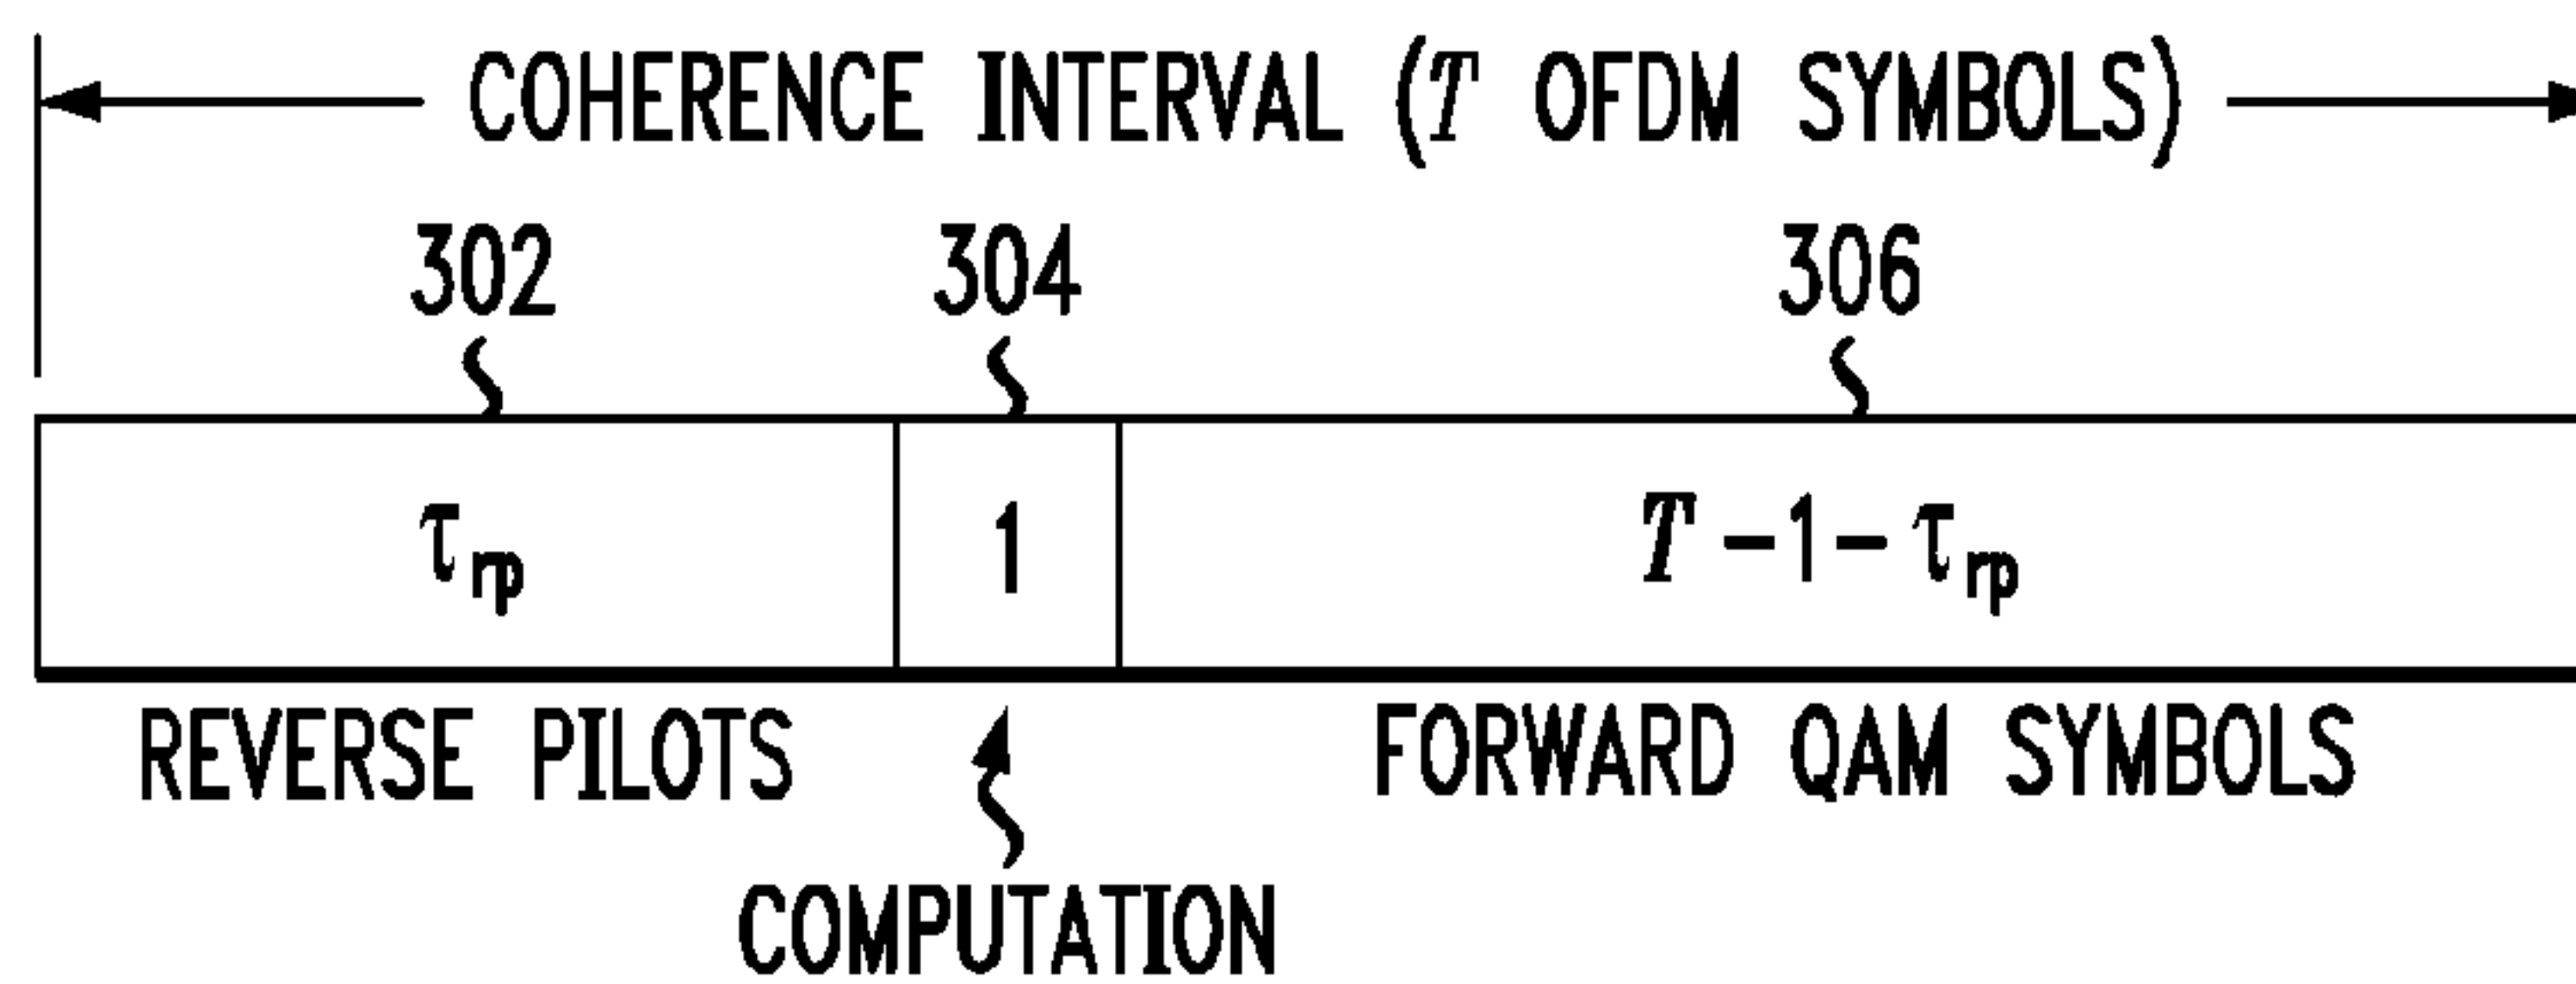 COHERENCE INTERVAL (T OFDM SYMBOLS)
302 304 306
τrp 1 T-1-τrp
REVERSE PILOTS FORWARD QAM SYMBOLS
COMPUTATION